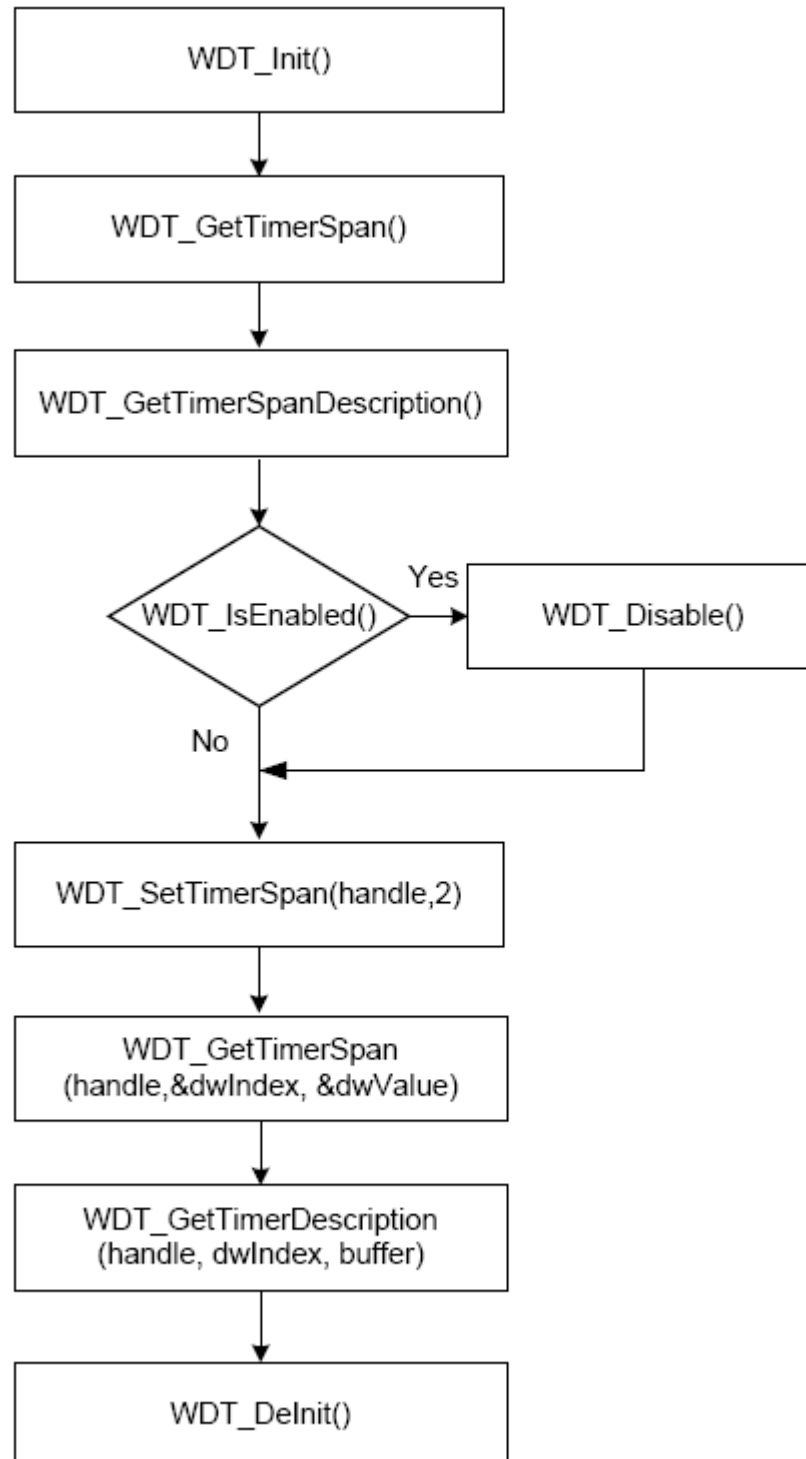 WDT_Init()
WDT_GetTimerSpan()
WDT_GetTimerSpanDescription()
WDT_IsEnabled()
Yes
WDT_Disable()
No
WDT_SetTimerSpan(handle,2)
WDT_GetTimerSpan
(handle,&dwIndex, &dwValue)
WDT_GetTimerDescription
(handle, dwIndex, buffer)
WDT_DeInit()